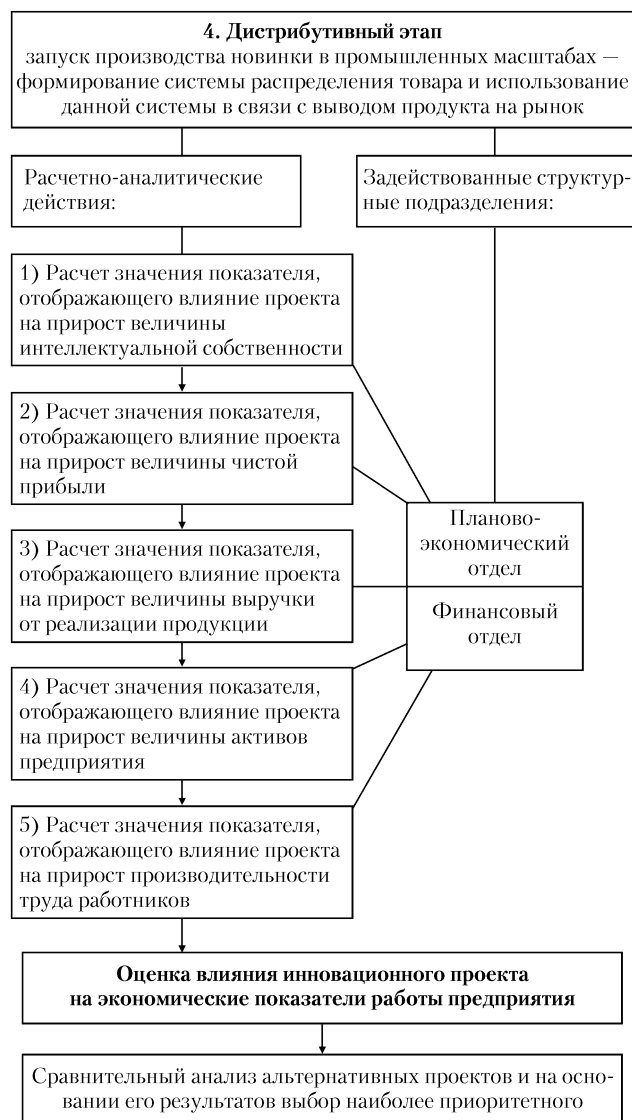 4. Дистрибутивный этап
запуск производства новинки в промышленных масштабах —
формирование системы распределения товара и использование
данной системы в связи с выводом продукта на рынок
Расчетно-аналитические
действия:
Задействованные структур-
ные подразделения:
1) Расчет значения показателя,
отображающего влияние проекта
на прирост величины
интеллектуальной собственности
2) Расчет значения показателя,
отображающего влияние проекта
на прирост величины чистой
прибыли
Планово-
экономический
отдел
3) Расчет значения показателя,
отображающего влияние проекта
на прирост величины выручки
от реализации продукции
Финансовый
отдел
4) Расчет значения показателя,
отображающего влияние проекта
на прирост величины активов
предприятия
5) Расчет значения показателя,
отображающего влияние проекта
на прирост производительности
труда работников
Оценка влияния инновационного проекта
на экономические показатели работы предприятия
Сравнительный анализ альтернативных проектов и на осно-
вании его результатов выбор наиболее приоритетного